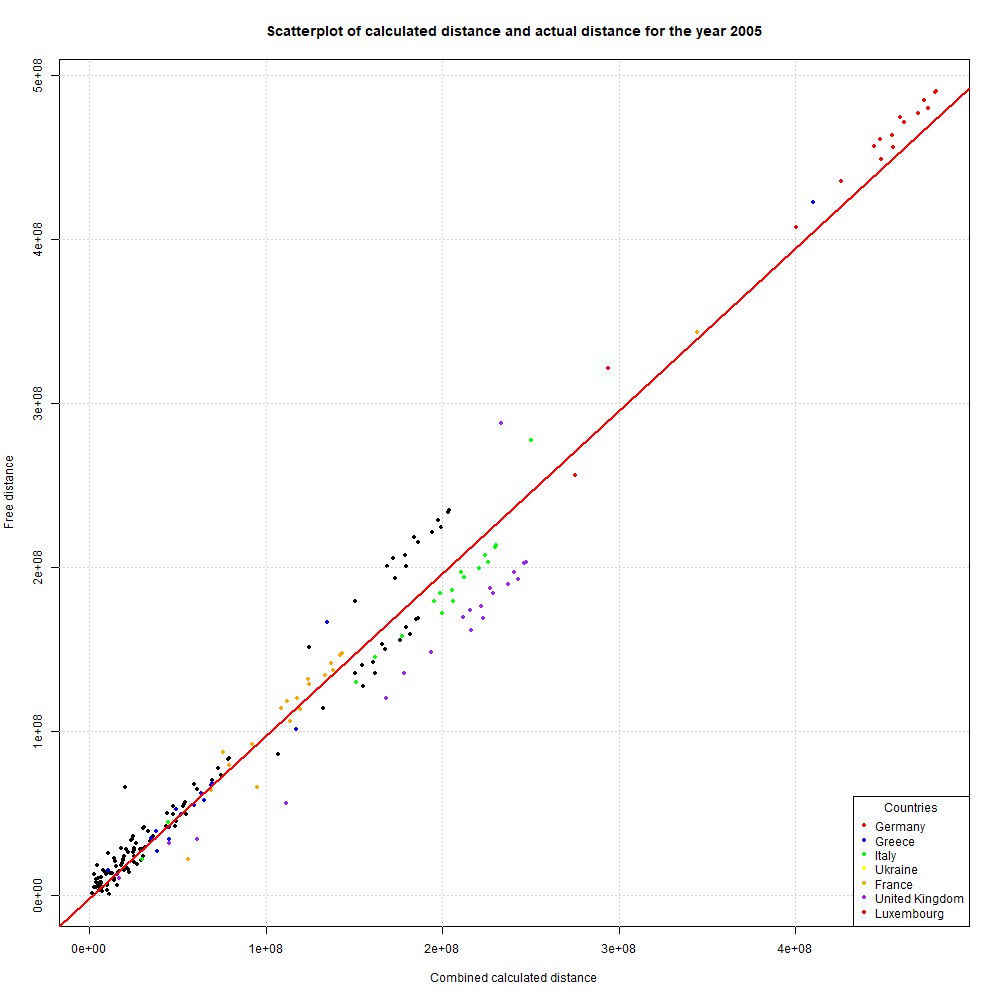 Scatterplot of calculated distance and actual distance for the year 2005
5e+08
4e+08
3e+08
2e+08
1e+08
0e+00
Free distance
0e+00 1e+08 2e+08 3e+08 4e+08
Combined calculated distance
Countries
Germany
Greece
Italy
Ukraine
France
United Kingdom
Luxembourg